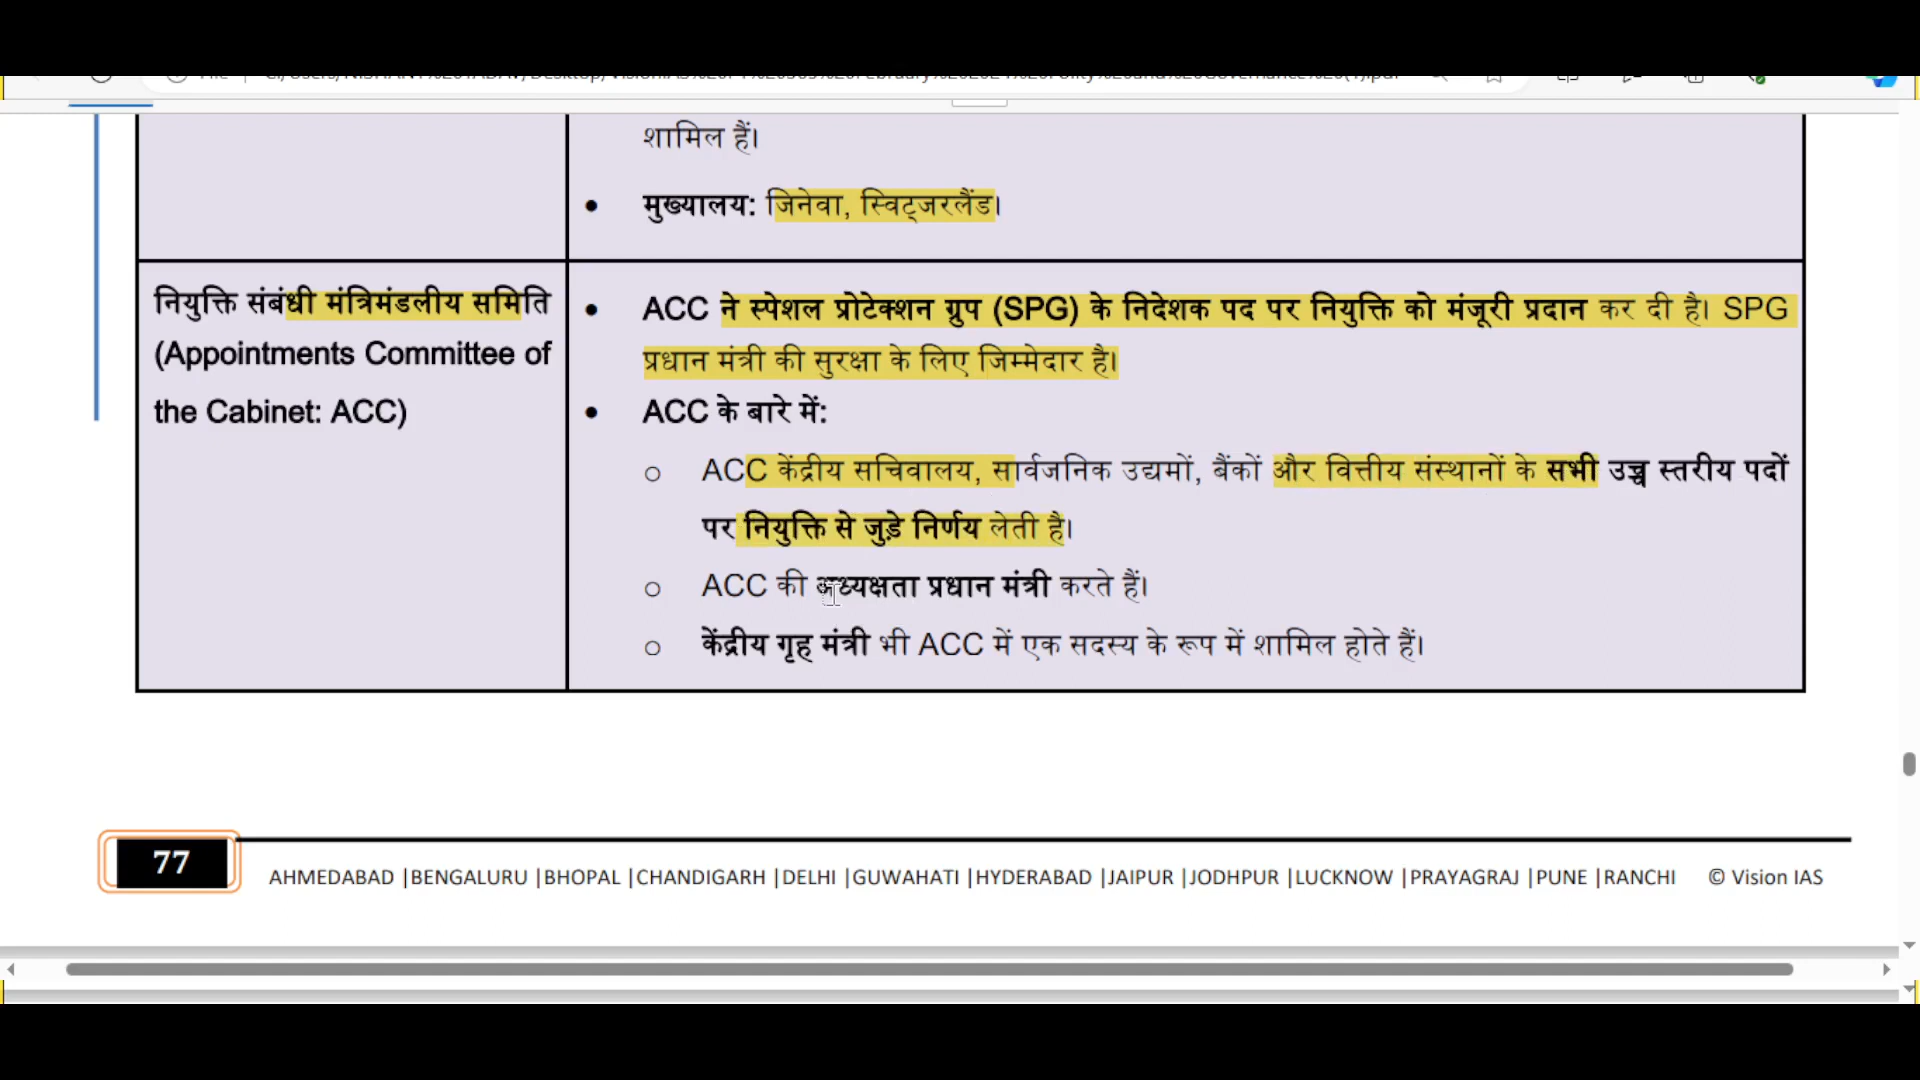 शामिल हैं।
मुख्यालय: जिनेवा, स्विट्जरलैंड।
नियुक्ति संबंधी मंत्रिमंडलीय समिति
(Appointments Committee of
the Cabinet: ACC)
ACC ने स्पेशल प्रोटेक्शन ग्रुप (SPG) के निदेशक पद पर नियुक्ति को मंजूरी प्रदान कर दी है। SPG
प्रधान मंत्री की सुरक्षा के लिए जिम्मेदार है।
ACC के बारे में:
ACC केंद्रीय सचिवालय, सार्वजनिक उद्यमों, बैंकों और वित्तीय संस्थानों के सभी उच्च स्तरीय पदों
पर नियुक्ति से जुड़े निर्णय लेती है।
ACC की अध्यक्षता प्रधान मंत्री करते हैं।
केंद्रीय गृह मंत्री भी ACC में एक सदस्य के रूप में शामिल होते हैं।
77
AHMEDABAD |BENGALURU |BHOPAL |CHANDIGARH |DELHI |GUWAHATI |HYDERABAD |JAIPUR |JODHPUR |LUCKNOW |PRAYAGRAJ |PUNE |RANCHI © Vision IAS